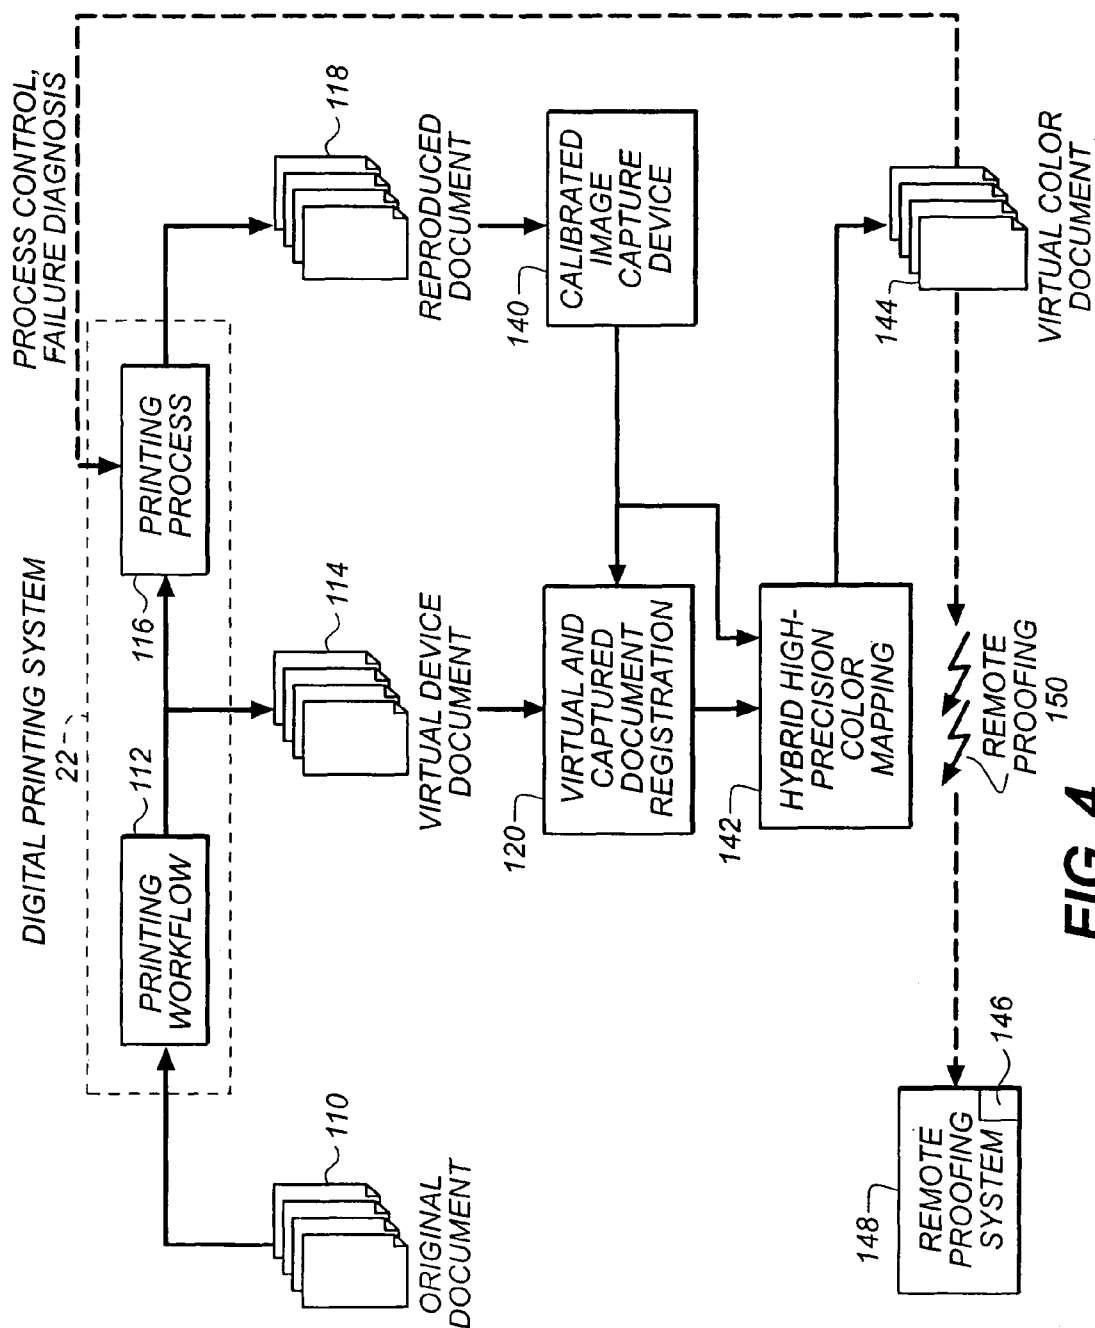 PROCESS CONTROL,
FAILURE DIAGNOSIS
DIGITAL PRINTING SYSTEM
22
PRINTING
WORKFLOW
112
PRINTING
PROCESS
116
110
ORIGINAL
DOCUMENT
114
VIRTUAL DEVICE
DOCUMENT
118
REPRODUCED
DOCUMENT
VIRTUAL AND
CAPTURED
DOCUMENT
REGISTRATION
120
CALIBRATED
IMAGE
CAPTURE
DEVICE
140
HYBRID HIGH-
PRECISION
COLOR
MAPPING
142
144
VIRTUAL COLOR
DOCUMENT
REMOTE
PROOFING
150
REMOTE
PROOFING
SYSTEM
148
146
FIG. 4